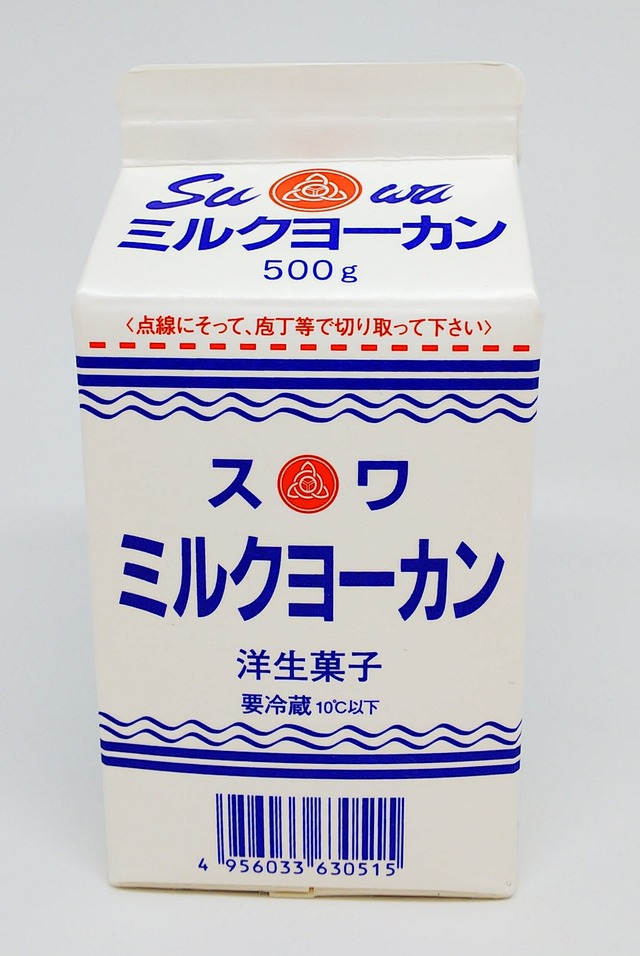 Su wa
ミルクヨーカン
500g
〈点線にそって、庖丁等で切り取って下さい〉
スワ
ミルクヨーカン
洋生菓子
要冷蔵 10℃以下
4 956033 630515